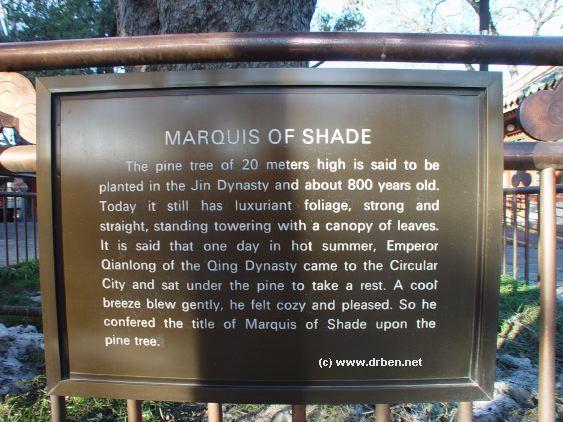 MARQUIS OF SHADE
The pine tree of 20 meters high is said to be
planted in the Jin Dynasty and about 800 years old.
Today it still has luxuriant foliage, strong and
straight, standing towering with a canopy of leaves.
It is said that one day in hot summer, Emperor
Qianlong of the Qing Dynasty came to the Circular
City and sat under the pine to take a rest. A cool
breeze blew gently, he felt cozy and pleased. So he
confered the title of Marquis of Shade upon the
pine tree.
(c) www.drben.net